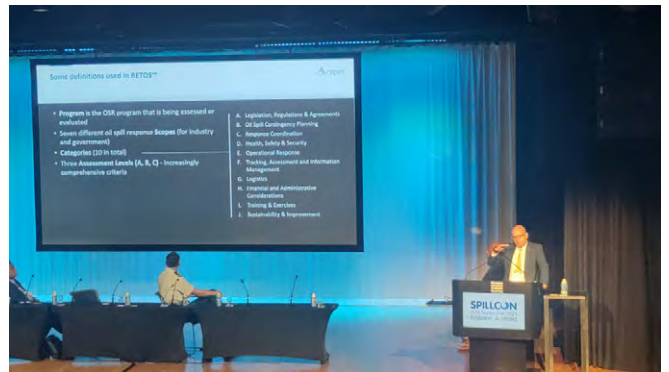 Some definitions used in RETOS™
• Program is the OSR program that is being assessed or
evaluated
• Seven different oil spill response Scopes (for industry
and government)
• Categories (10 in total)
• Three Assessment Levels (A, B, C) - Increasingly
comprehensive criteria
A. Legislation, Regulations & Agreements
B. Oil Spill Contingency Planning
C. Response Coordination
D. Health, Safety & Security
E. Operational Response
F. Tracking, Assessment and Information
Management
G. Logistics
H. Financial and Administrative
Considerations
I. Training & Exercises
J. Sustainability & Improvement
SPILLCON